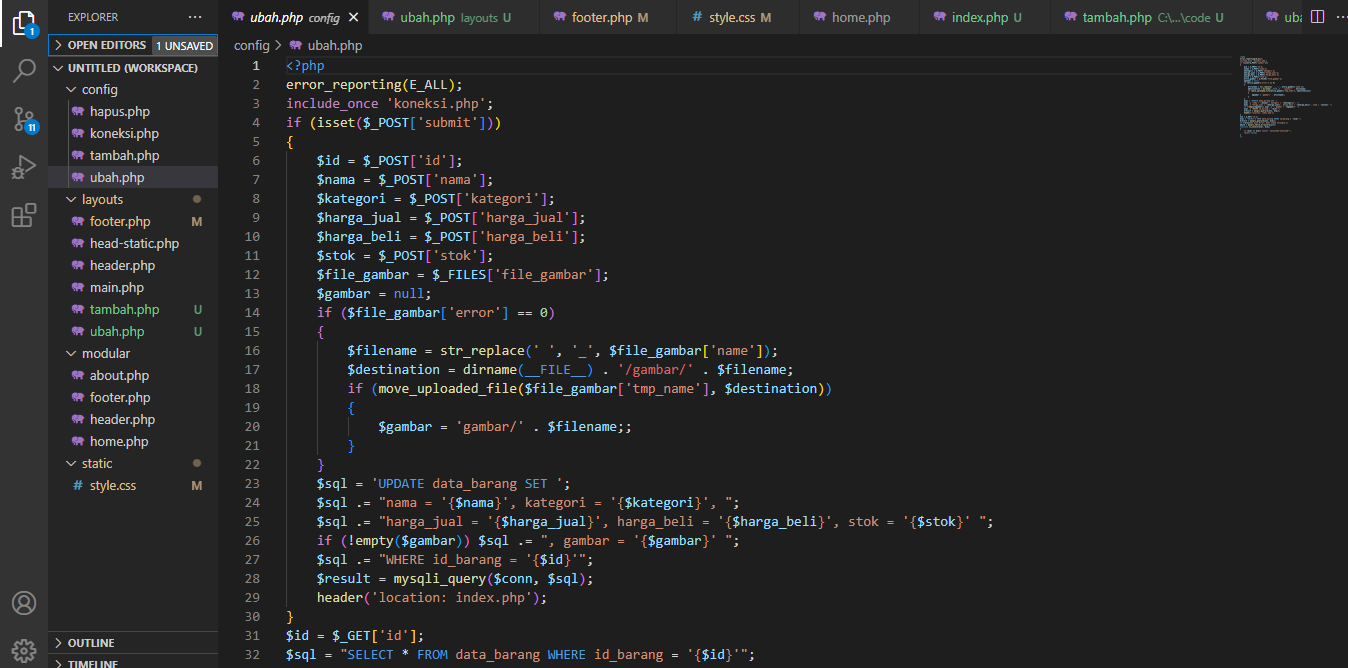 EXPLORER
ubah.php config
ubah.php layouts U
footer.php M
# style.css M
home.php
index.php U
tambah.php C:\...\code U
uba
1
OPEN EDITORS 1 UNSAVED
UNTITLED (WORKSPACE)
config
hapus.php
koneksi.php
tambah.php
ubah.php
layouts
footer.php M
head-static.php
header.php
main.php
tambah.php U
ubah.php U
modular
about.php
footer.php
header.php
home.php
static
# style.css M
OUTLINE
TIMELINE
11
config > ubah.php
1 <?php
2 error_reporting(E_ALL);
3 include_once 'koneksi.php';
4 if (isset($_POST['submit']))
5 {
6 $id = $_POST['id'];
7 $nama = $_POST['nama'];
8 $kategori = $_POST['kategori'];
9 $harga_jual = $_POST['harga_jual'];
10 $harga_beli = $_POST['harga_beli'];
11 $stok = $_POST['stok'];
12 $file_gambar = $_FILES['file_gambar'];
13 $gambar = null;
14 if ($file_gambar['error'] == 0)
15 {
16 $filename = str_replace(' ', '_', $file_gambar['name']);
17 $destination = dirname(__FILE__) . '/gambar/' . $filename;
18 if (move_uploaded_file($file_gambar['tmp_name'], $destination))
19 {
20 $gambar = 'gambar/' . $filename;;
21 }
22 }
23 $sql = 'UPDATE data_barang SET ';
24 $sql .= "nama = '{$nama}', kategori = '{$kategori}', ";
25 $sql .= "harga_jual = '{$harga_jual}', harga_beli = '{$harga_beli}', stok = '{$stok}' ";
26 if (!empty($gambar)) $sql .= ", gambar = '{$gambar}' ";
27 $sql .= "WHERE id_barang = '{$id}'";
28 $result = mysqli_query($conn, $sql);
29 header('location: index.php');
30 }
31 $id = $_GET['id'];
32 $sql = "SELECT * FROM data_barang WHERE id_barang = '{$id}'";